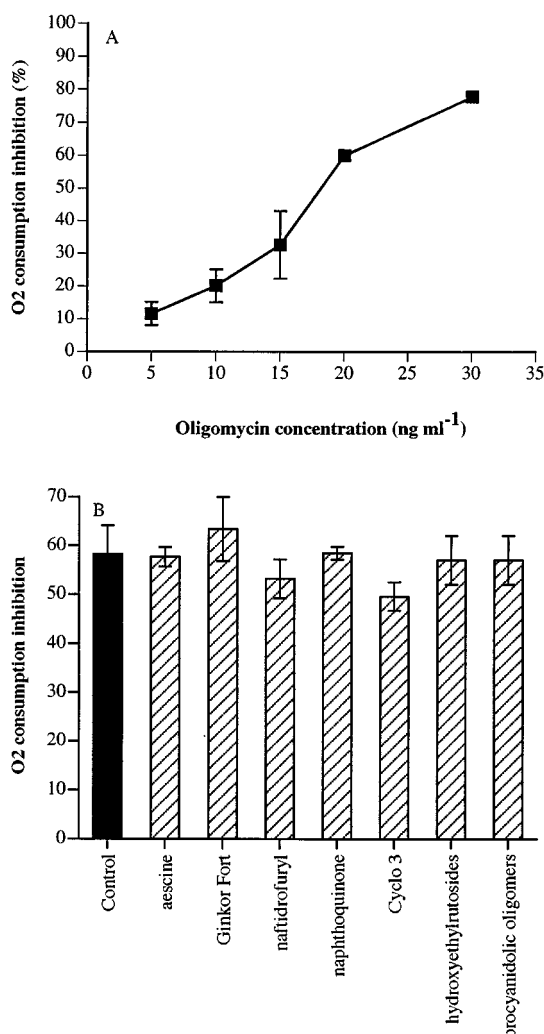 A
O2 consumption inhibition (%)
100
90
80
70
60
50
40
30
20
10
0
0 5 10 15 20 25 30 35
Oligomycin concentration (ng ml-1)
B
O2 consumption inhibition
70
60
50
40
30
20
10
0
Control
aescine
Ginkor Fort
naftidrofuryl
naphthoquinone
Cyclo 3
hydroxyethylrutosides
procyanidolic oligomers